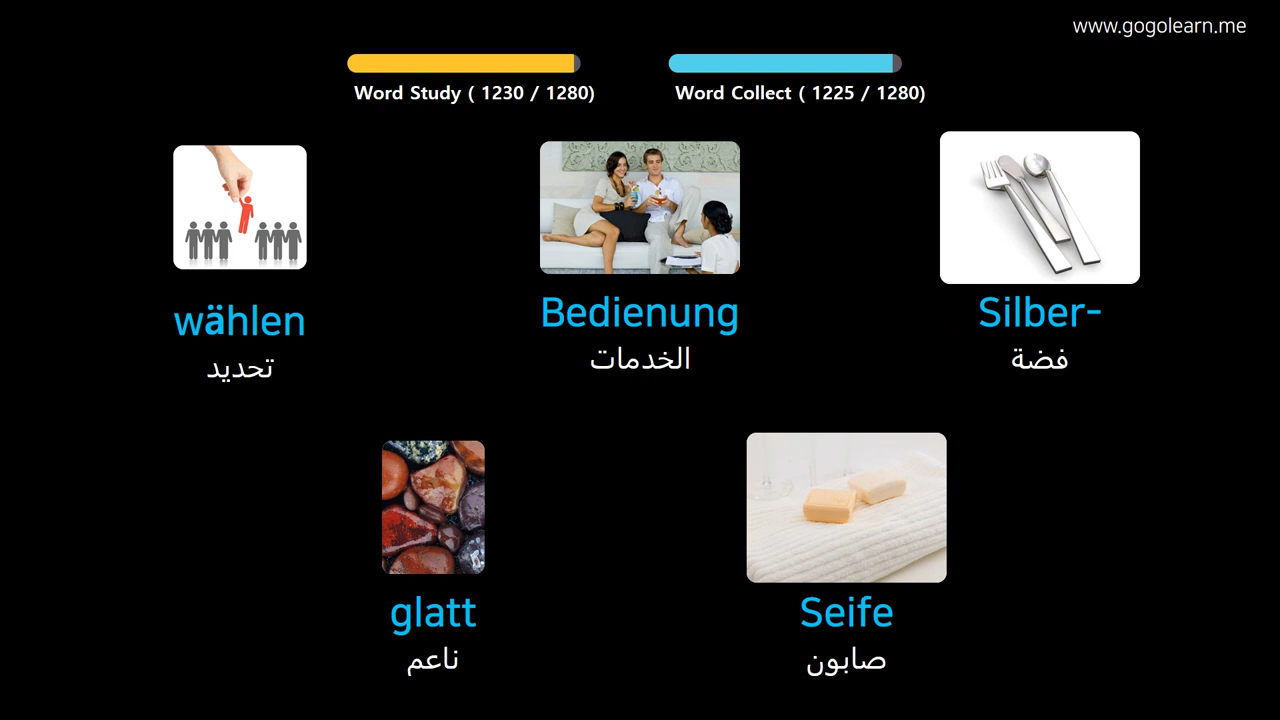 www.gogolearn.me
Word Study ( 1230 / 1280)
Word Collect ( 1225 / 1280)
wählen
تحديد
Bedienung
الخدمات
Silber-
فضة
glatt
ناعم
Seife
صابون